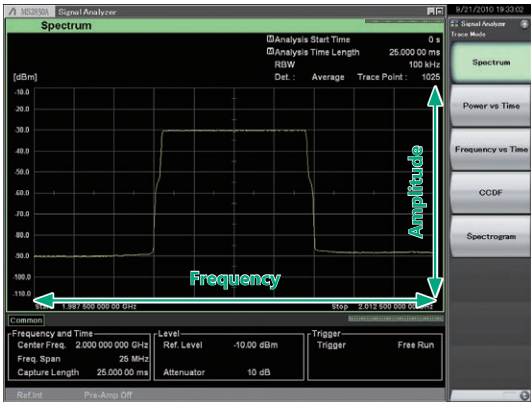 MS2830A Signal Analyzer
9/21/2010 19:33:02
Spectrum
Signal Analyzer
Trace Mode
Analysis Start Time 0 s
Analysis Time Length 25.000 00 ms
RBW 100 kHz
Det. : Average Trace Point : 1025
[dBm]
-10.0
-20.0
-30.0
-40.0
-50.0
-60.0
-70.0
-80.0
-90.0
-100.0
-110.0
Amplitude
Frequency
Start 1.987 500 000 00 GHz
Stop 2.012 500 000 00 GHz
Spectrum
Power vs Time
Frequency vs Time
CCDF
Spectrogram
Common
Frequency and Time
Center Freq. 2.000 000 000 GHz
Freq. Span 25 MHz
Capture Length 25.000 00 ms
Level
Ref. Level -10.00 dBm
Attenuator 10 dB
Trigger
Trigger Free Run
Ref.Int Pre-Amp Off